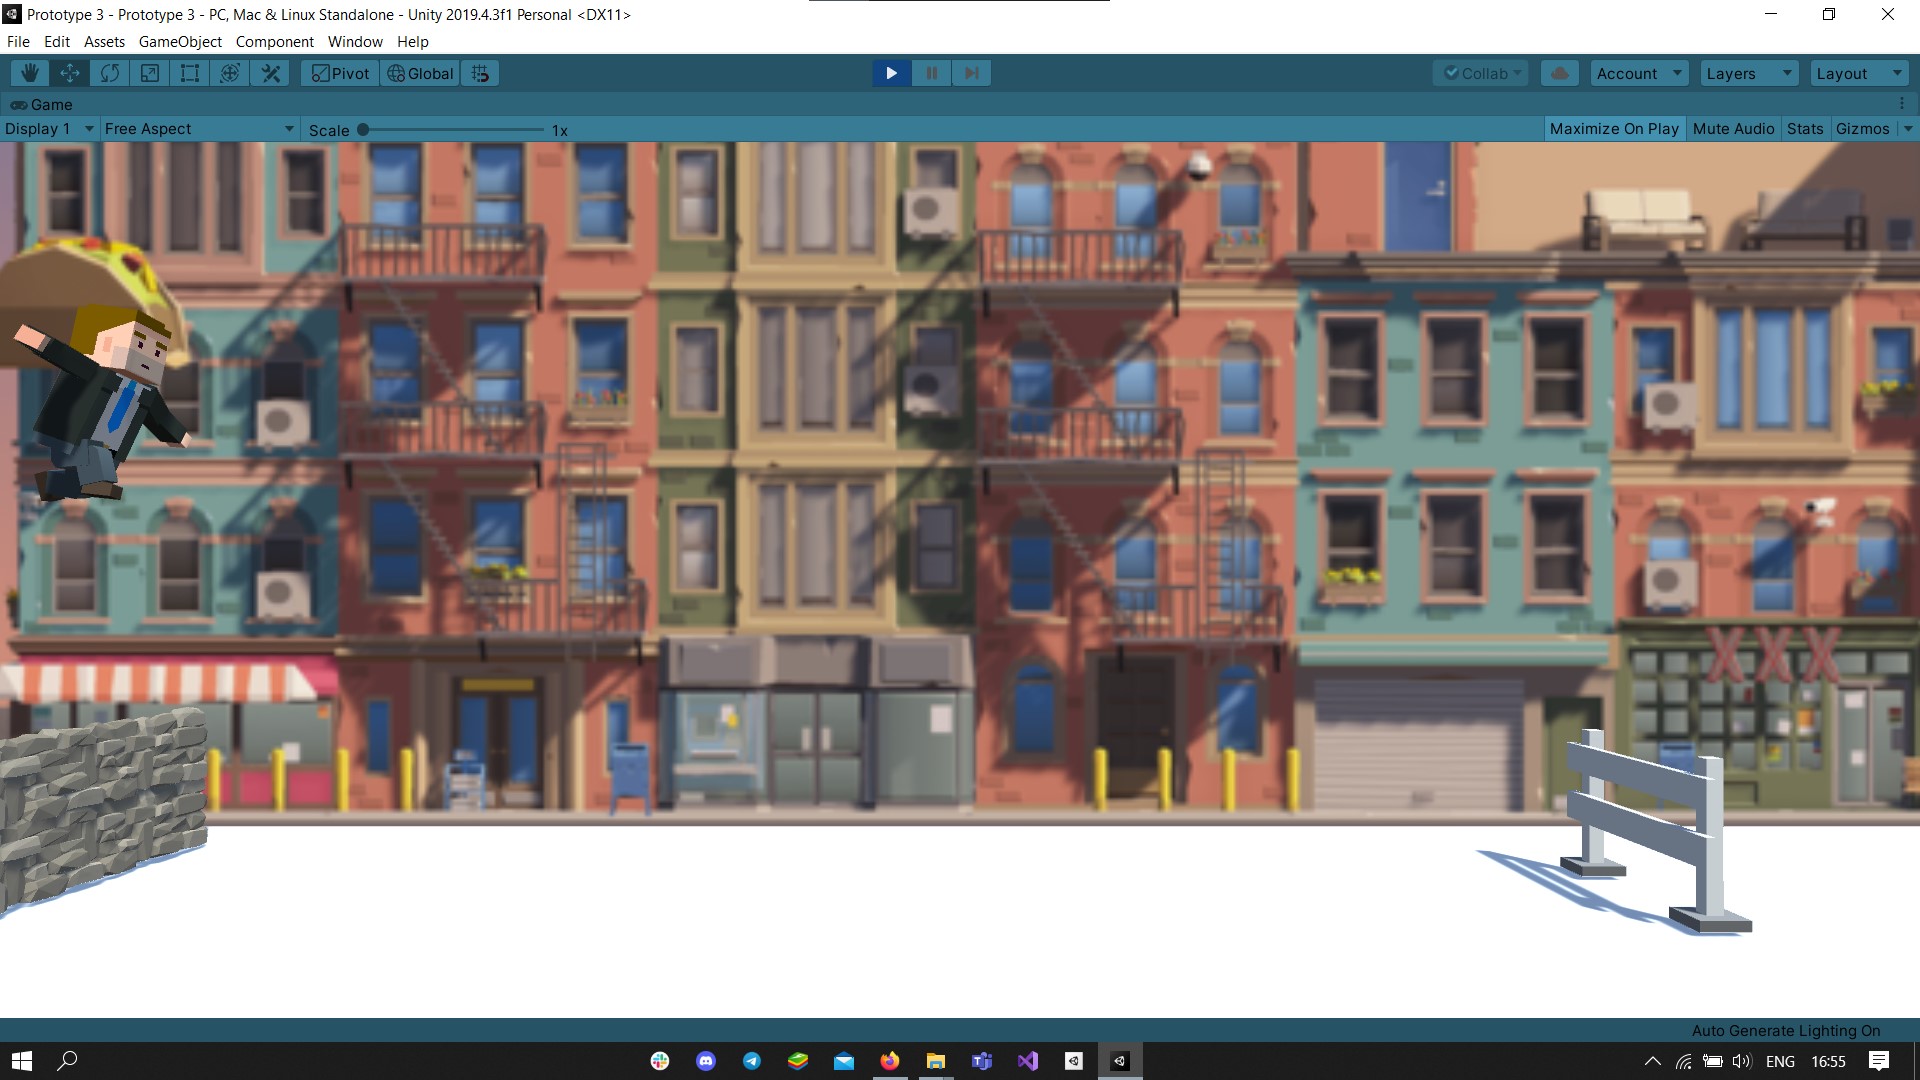 Prototype 3 - Prototype 3 - PC, Mac & Linux Standalone - Unity 2019.4.3f1 Personal <DX11>
File Edit Assets GameObject Component Window Help
Pivot Global Collab Account Layers Layout
Game
Display 1 Free Aspect Scale 1x Maximize On Play Mute Audio Stats Gizmos
XXX
Auto Generate Lighting On
ENG 16:55